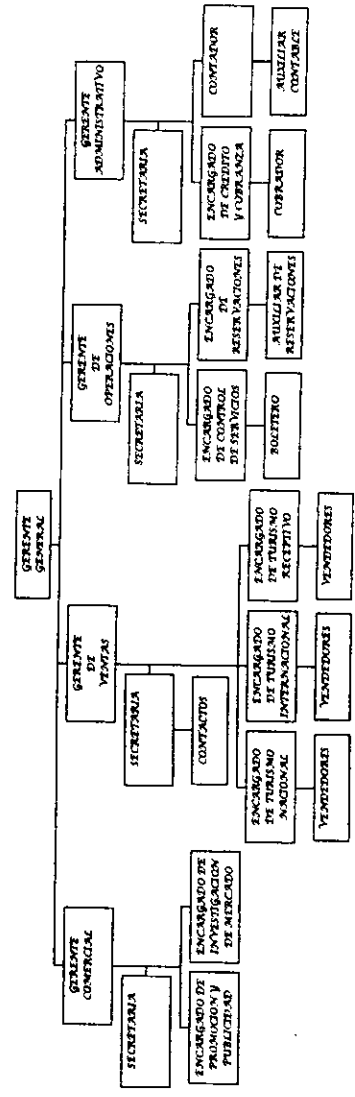 GERENTE
GENERAL
GERENTE
COMERCIAL
GERENTE
DE
VENTAS
GERENTE
DE
OPERACIONES
GERENTE
ADMINISTRATIVO
SECRETARIA
SECRETARIA
SECRETARIA
SECRETARIA
CONTACTOS
ENCARGADO DE
PROMOCION Y
PUBLICIDAD
ENCARGADO DE
INVESTIGACION
DE MERCADO
ENCARGADO
DE TURISMO
NACIONAL
ENCARGADO
DE TURISMO
INTERNACIONAL
ENCARGADO
DE TURISMO
RECEPTIVO
ENCARGADO
DE CONTROL
DE SERVICIOS
ENCARGADO
DE
RESERVACIONES
ENCARGADO
DE CREDITO
Y COBRANZA
CONTADOR
VENDEDORES
VENDEDORES
VENDEDORES
BOLETERO
AUXILIAR DE
RESERVACIONES
COBRADOR
AUXILIAR
CONTABLE